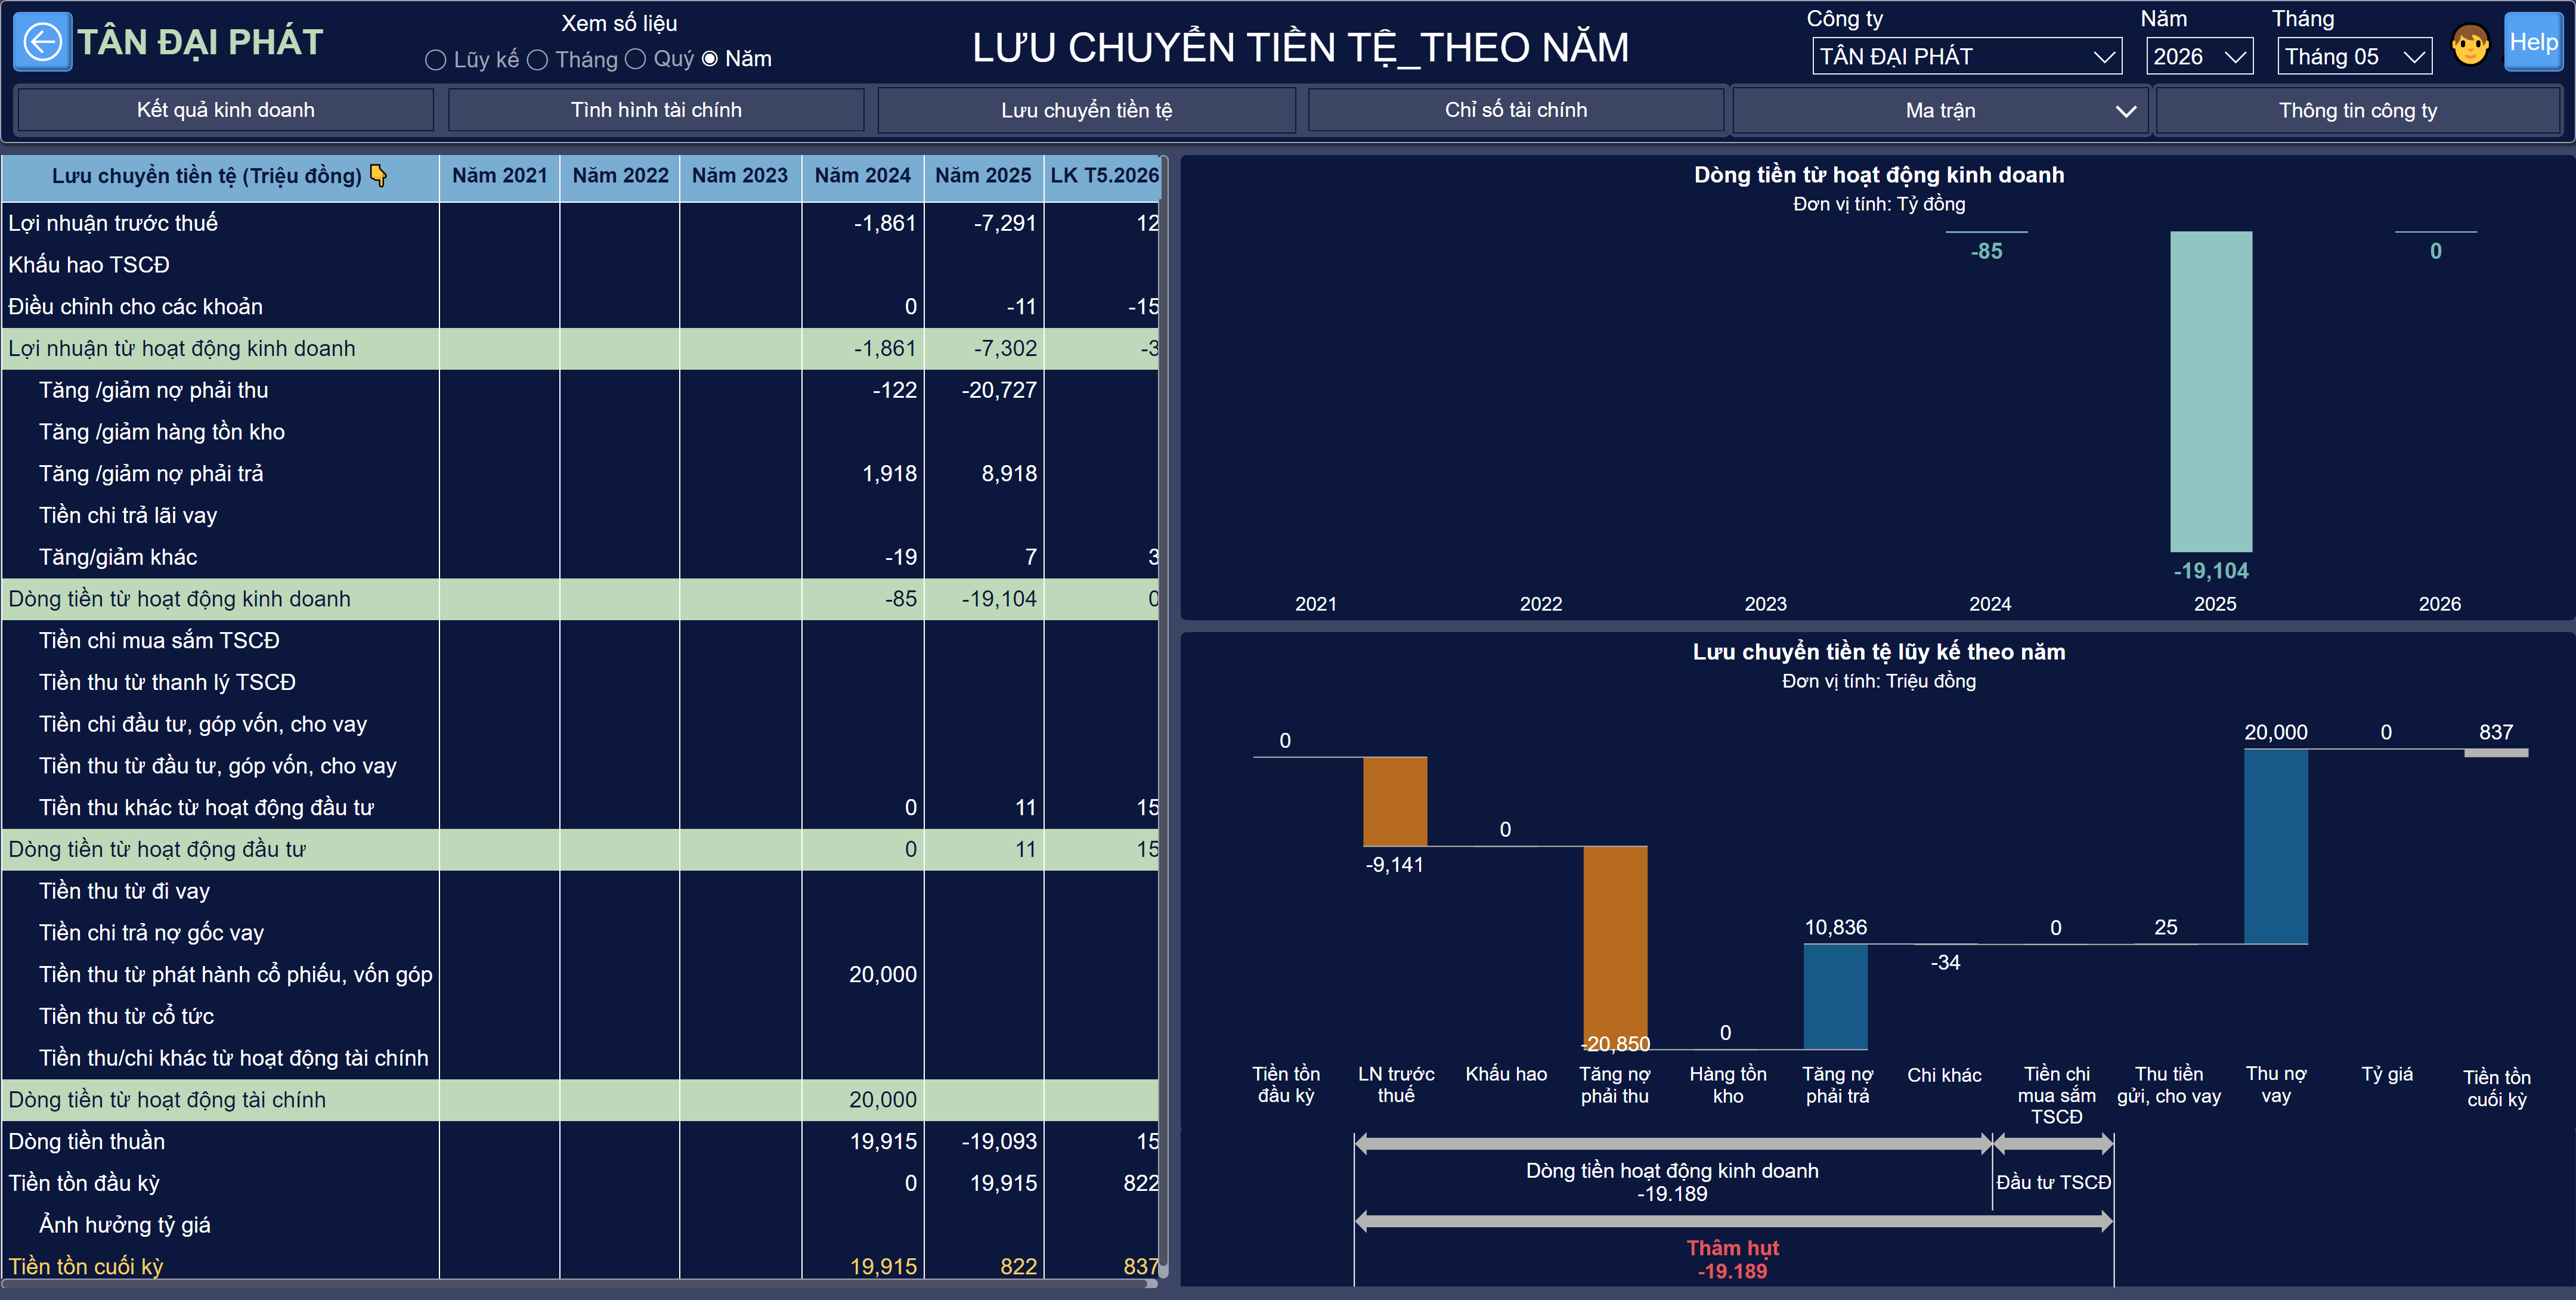 TÂN ĐẠI PHÁT
Xem số liệu
Lũy kế Tháng Quý Năm
LƯU CHUYỂN TIỀN TỆ_THEO NĂM
Công ty
TÂN ĐẠI PHÁT
Năm
2026
Tháng
Tháng 05
Help
Kết quả kinh doanh
Tình hình tài chính
Lưu chuyển tiền tệ
Chỉ số tài chính
Ma trận
Thông tin công ty
Lưu chuyển tiền tệ (Triệu đồng) Năm 2021 Năm 2022 Năm 2023 Năm 2024 Năm 2025 LK T5.2026
Lợi nhuận trước thuế -1,861 -7,291 12
Khấu hao TSCĐ
Điều chỉnh cho các khoản 0 -11 -15
Lợi nhuận từ hoạt động kinh doanh -1,861 -7,302 -3
Tăng /giảm nợ phải thu -122 -20,727
Tăng /giảm hàng tồn kho
Tăng /giảm nợ phải trả 1,918 8,918
Tiền chi trả lãi vay
Tăng/giảm khác -19 7 3
Dòng tiền từ hoạt động kinh doanh -85 -19,104 0
Tiền chi mua sắm TSCĐ
Tiền thu từ thanh lý TSCĐ
Tiền chi đầu tư, góp vốn, cho vay
Tiền thu từ đầu tư, góp vốn, cho vay
Tiền thu khác từ hoạt động đầu tư 0 11 15
Dòng tiền từ hoạt động đầu tư 0 11 15
Tiền thu từ đi vay
Tiền chi trả nợ gốc vay
Tiền thu từ phát hành cổ phiếu, vốn góp 20,000
Tiền thu từ cổ tức
Tiền thu/chi khác từ hoạt động tài chính
Dòng tiền từ hoạt động tài chính 20,000
Dòng tiền thuần 19,915 -19,093 15
Tiền tồn đầu kỳ 0 19,915 822
Ảnh hưởng tỷ giá
Tiền tồn cuối kỳ 19,915 822 837
Dòng tiền từ hoạt động kinh doanh
Đơn vị tính: Tỷ đồng
-85
0
-19,104
2021 2022 2023 2024 2025 2026
Lưu chuyển tiền tệ lũy kế theo năm
Đơn vị tính: Triệu đồng
0
-9,141
0
-20,850
0
10,836
-34
0
25
20,000
0
837
Tiền tồn
đầu kỳ
LN trước
thuế
Khấu hao
Tăng nợ
phải thu
Hàng tồn
kho
Tăng nợ
phải trả
Chi khác
Tiền chi
mua sắm
TSCĐ
Thu tiền
gửi, cho vay
Thu nợ
vay
Tỷ giá
Tiền tồn
cuối kỳ
Dòng tiền hoạt động kinh doanh
-19.189
Đầu tư TSCĐ
Thâm hụt
-19.189